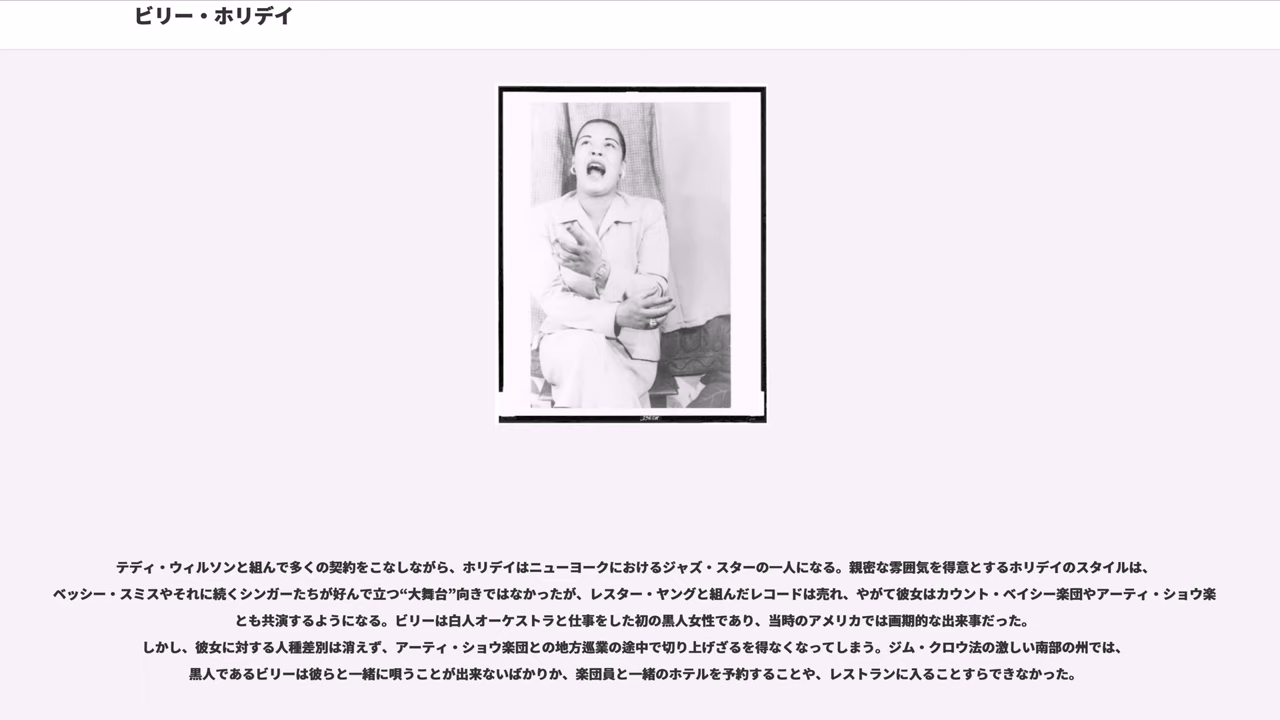 ビリー・ホリデイ
テディ・ウィルソンと組んで多くの契約をこなしながら、ホリデイはニューヨークにおけるジャズ・スターの一人になる。親密な雰囲気を得意とするホリデイのスタイルは、
ベッシー・スミスやそれに続くシンガーたちが好んで立つ“大舞台”向きではなかったが、レスター・ヤングと組んだレコードは売れ、やがて彼女はカウント・ベイシー楽団やアーティ・ショウ楽
とも共演するようになる。ビリーは白人オーケストラと仕事をした初の黒人女性であり、当時のアメリカでは画期的な出来事だった。
しかし、彼女に対する人種差別は消えず、アーティ・ショウ楽団との地方巡業の途中で切り上げざるを得なくなってしまう。ジム・クロウ法の激しい南部の州では、
黒人であるビリーは彼らと一緒に唄うことが出来ないばかりか、楽団員と一緒のホテルを予約することや、レストランに入ることすらできなかった。